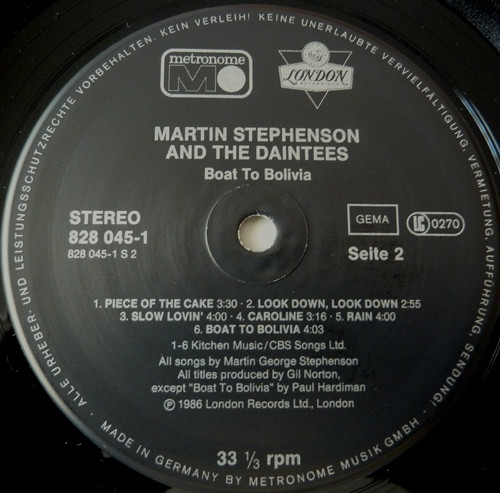 ALLE URHEBER- UND LEISTUNGSSCHUTZRECHTE VORBEHALTEN. KEIN VERLEIH! KEINE UNERLAUBTE VERVIELFÄLTIGUNG, VERMIETUNG, AUFFÜHRUNG, SENDUNG!
metronome
M
LONDON
MARTIN STEPHENSON
AND THE DAINTEES
Boat To Bolivia
STEREO
828 045-1
828 045-1 S 2
GEMA
LC 0270
Seite 2
1. PIECE OF THE CAKE 3:30 · 2. LOOK DOWN, LOOK DOWN 2:55
3. SLOW LOVIN' 4:00 · 4. CAROLINE 3:16 · 5. RAIN 4:00
6. BOAT TO BOLIVIA 4:03
1-6 Kitchen Music/CBS Songs Ltd.
All songs by Martin George Stephenson
All titles produced by Gil Norton,
except "Boat To Bolivia" by Paul Hardiman
℗ 1986 London Records Ltd., London
33 1/3 rpm
· MADE IN GERMANY BY METRONOME MUSIK GMBH ·